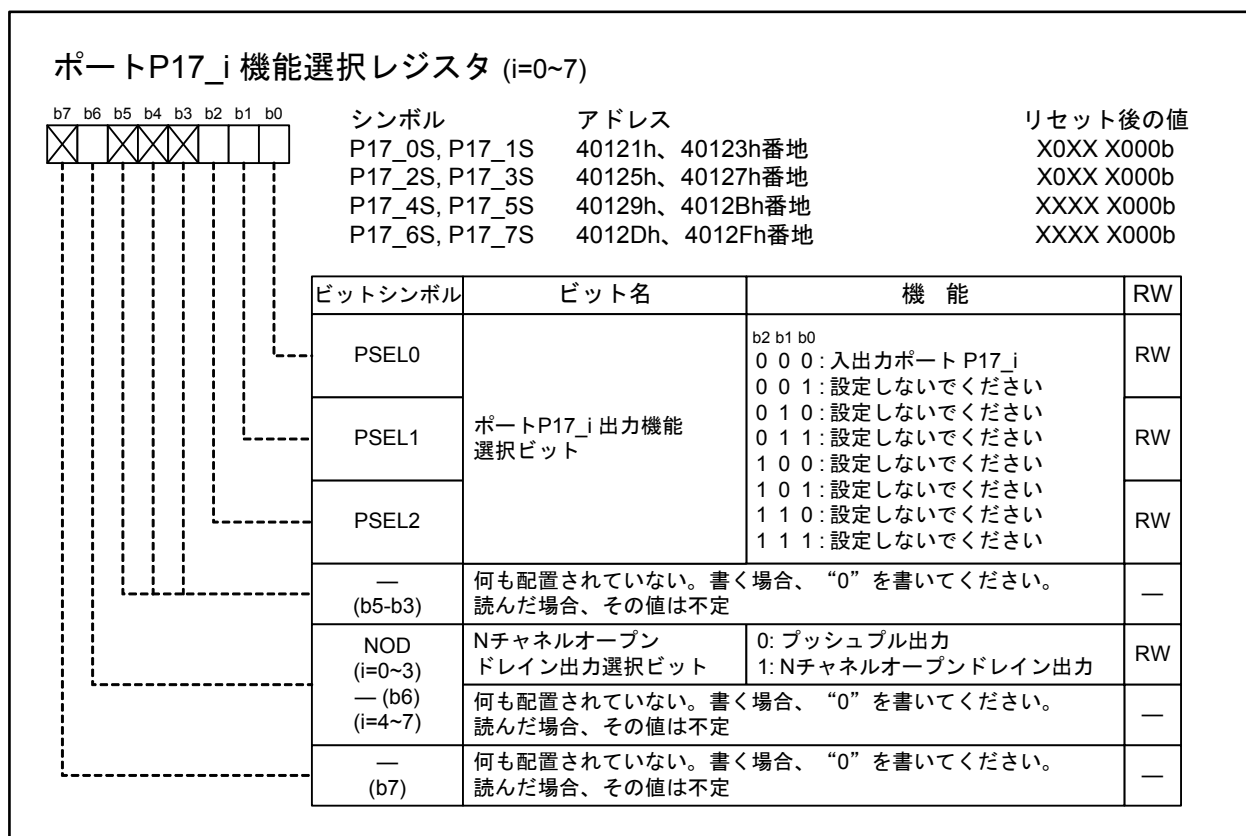 ポートP17_i 機能選択レジスタ (i=0~7)
b7 b6 b5 b4 b3 b2 b1 b0
シンボル アドレス リセット後の値
P17_0S, P17_1S 40121h、40123h番地 X0XX X000b
P17_2S, P17_3S 40125h、40127h番地 X0XX X000b
P17_4S, P17_5S 40129h、4012Bh番地 XXXX X000b
P17_6S, P17_7S 4012Dh、4012Fh番地 XXXX X000b
ビットシンボル ビット名 機 能 RW
PSEL0 RW
PSEL1 RW
PSEL2 RW
ポートP17_i 出力機能
選択ビット
b2 b1 b0
0 0 0 : 入出力ポート P17_i
0 0 1 : 設定しないでください
0 1 0 : 設定しないでください
0 1 1 : 設定しないでください
1 0 0 : 設定しないでください
1 0 1 : 設定しないでください
1 1 0 : 設定しないでください
1 1 1 : 設定しないでください
— (b5-b3)
何も配置されていない。書く場合、“0”を書いてください。
読んだ場合、その値は不定
—
NOD
(i=0~3)
Nチャネルオープン
ドレイン出力選択ビット
0: プッシュプル出力
1: Nチャネルオープンドレイン出力
RW
— (b6)
(i=4~7)
何も配置されていない。書く場合、“0”を書いてください。
読んだ場合、その値は不定
—
—
(b7)
何も配置されていない。書く場合、“0”を書いてください。
読んだ場合、その値は不定
—